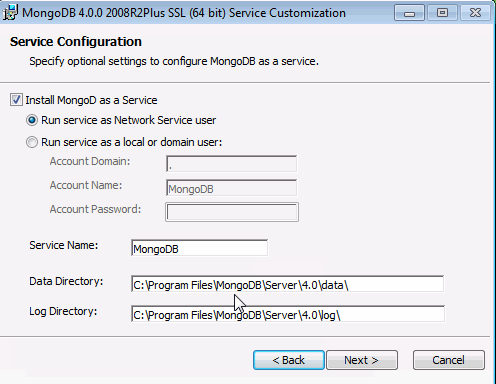 MongoDB 4.0.0 2008R2Plus SSL (64 bit) Service Customization
Service Configuration
Specify optional settings to configure MongoDB as a service.
Install MongoD as a Service
Run service as Network Service user
Run service as a local or domain user:
Account Domain: .
Account Name: MongoDB
Account Password:
Service Name: MongoDB
Data Directory: C:\Program Files\MongoDB\Server\4.0\data\
Log Directory: C:\Program Files\MongoDB\Server\4.0\log\
< Back Next > Cancel